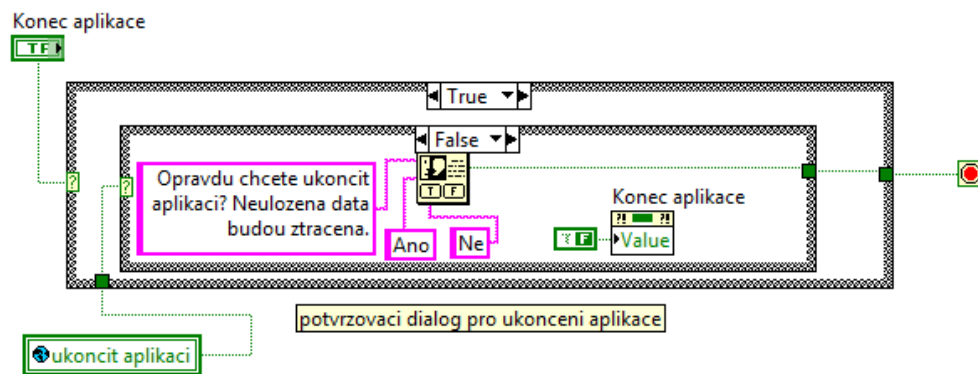 Konec aplikace
TF
True
False
?
?
Opravdu chcete ukoncit
aplikaci? Neulozena data
budou ztracena.
T F
Ano
Ne
Konec aplikace
?! ?!
F
Value
potvrzovaci dialog pro ukonceni aplikace
ukoncit aplikaci